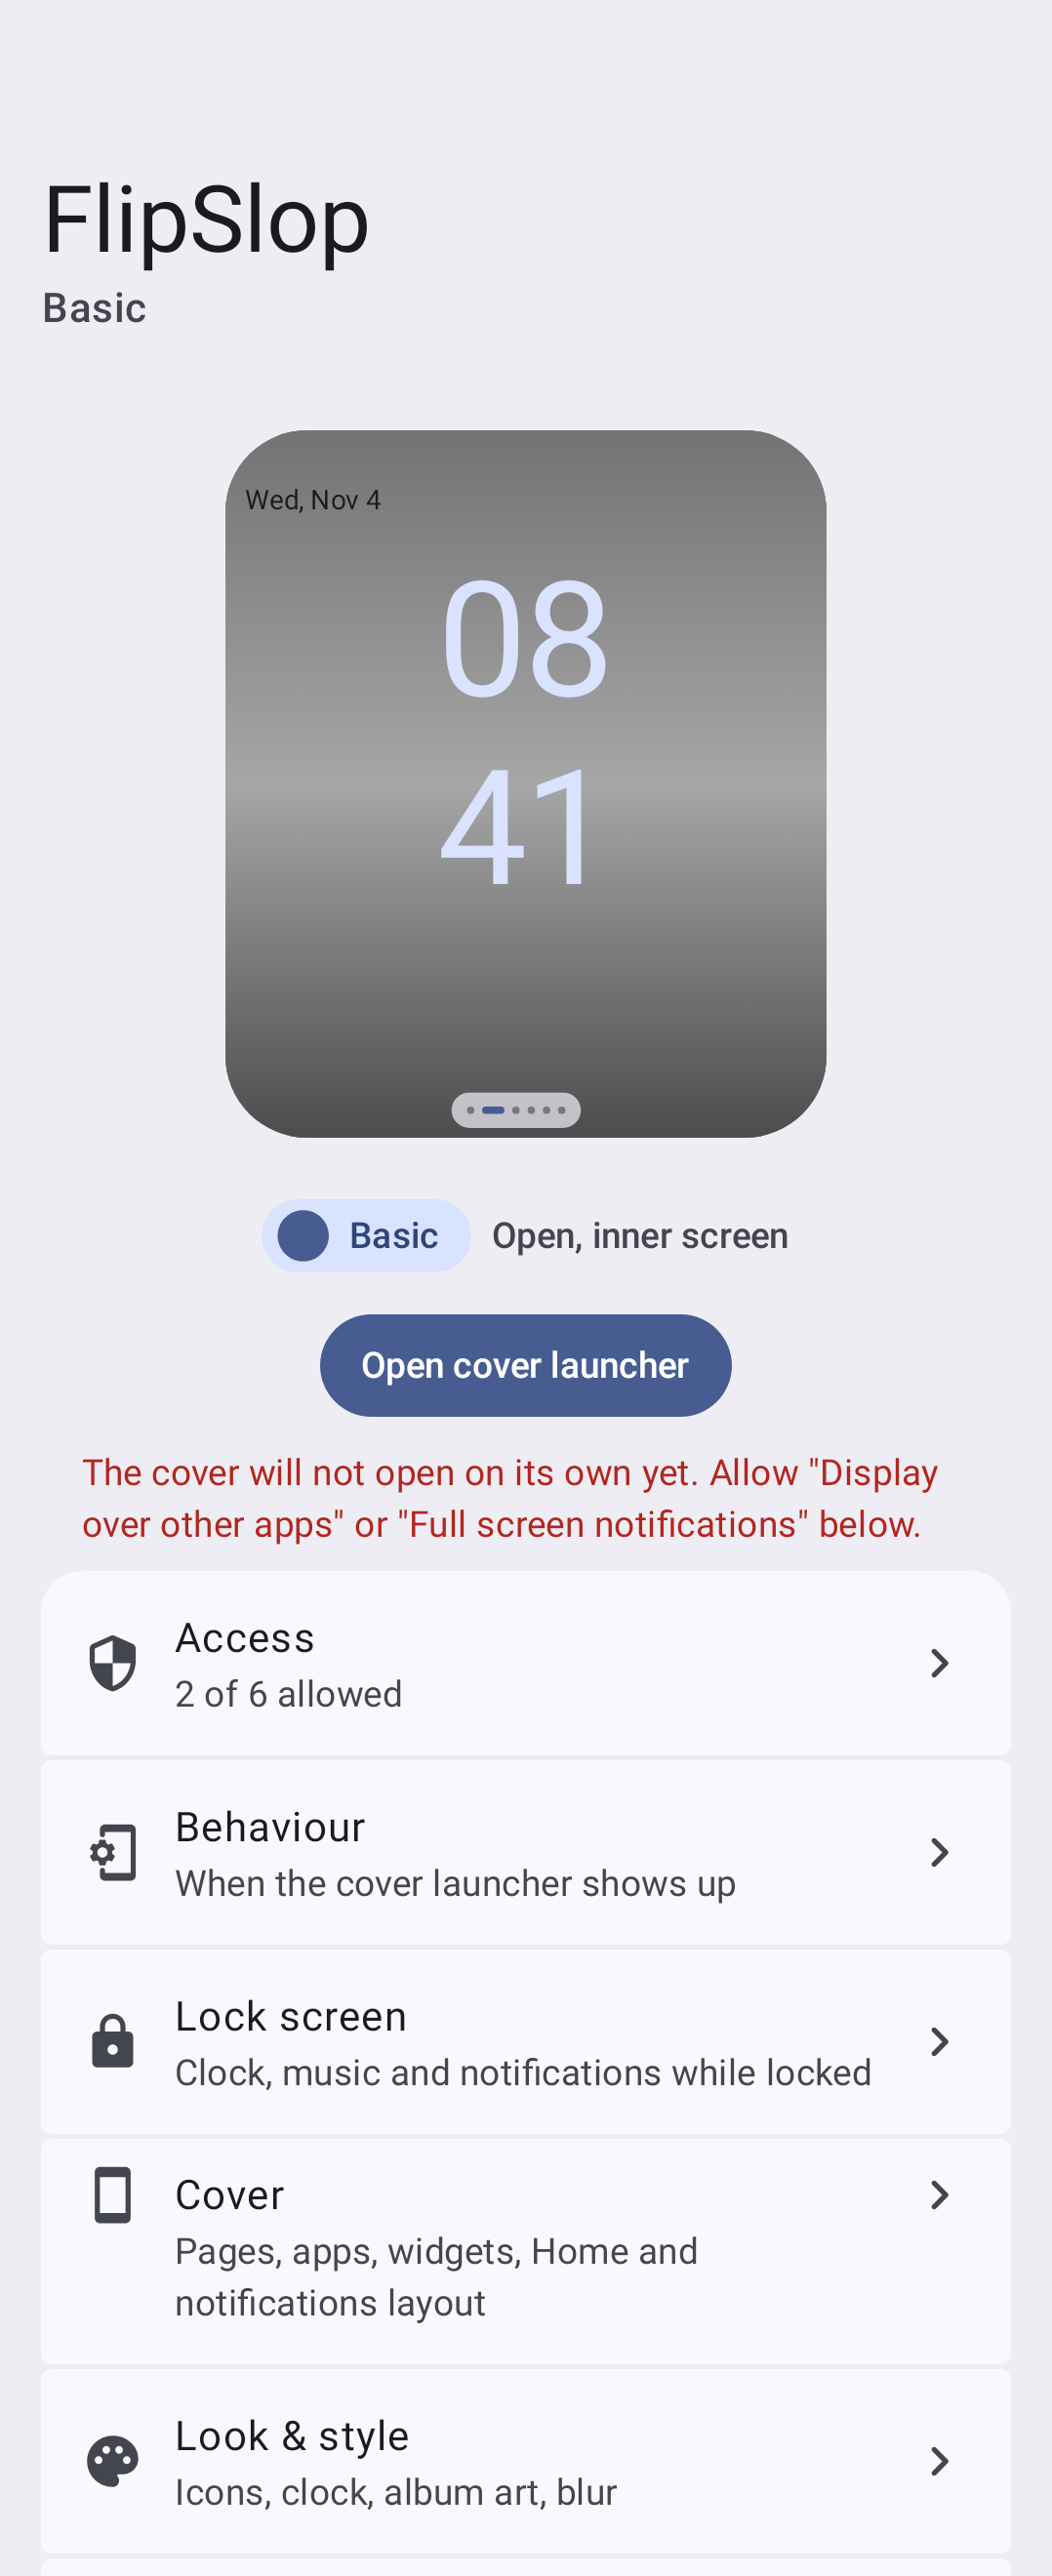 FlipSlop
Basic
Wed, Nov 4
08
41
Basic
Open, inner screen
Open cover launcher
The cover will not open on its own yet. Allow "Display
over other apps" or "Full screen notifications" below.
Access
2 of 6 allowed
Behaviour
When the cover launcher shows up
Lock screen
Clock, music and notifications while locked
Cover
Pages, apps, widgets, Home and
notifications layout
Look & style
Icons, clock, album art, blur